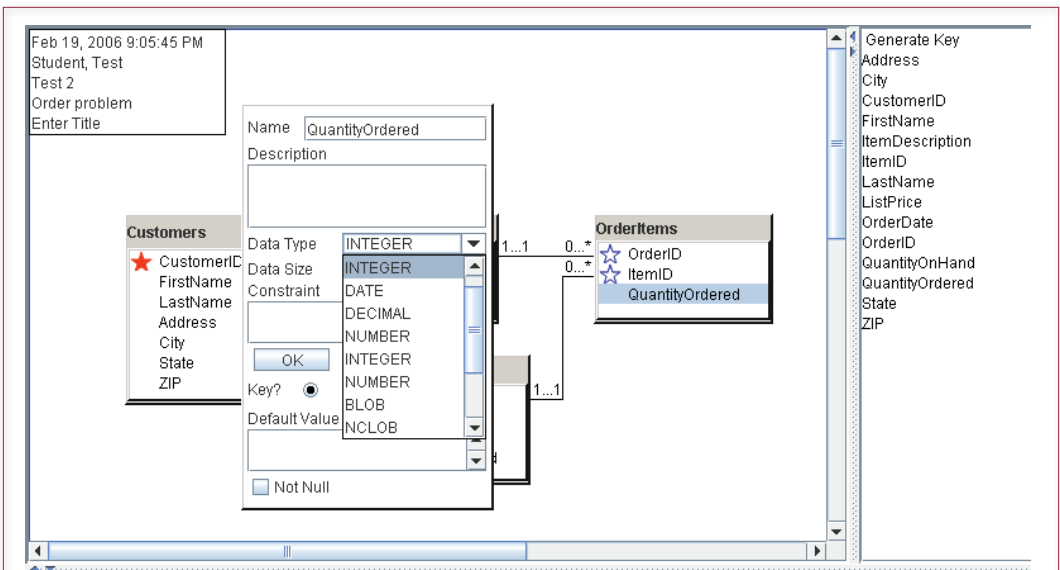 Feb 19, 2006 9:05:45 PM
Student, Test
Test 2
Order problem
Enter Title
Name QuantityOrdered
Description
Data Type INTEGER
INTEGER
DATE
DECIMAL
NUMBER
INTEGER
NUMBER
BLOB
NCLOB
Data Size
Constraint
OK
Key?
Default Value
Not Null
Customers
CustomerID
FirstName
LastName
Address
City
State
ZIP
1...1
0...*
0...*
1...1
OrderItems
OrderID
ItemID
QuantityOrdered
Generate Key
Address
City
CustomerID
FirstName
ItemDescription
ItemID
LastName
ListPrice
OrderDate
OrderID
QuantityOnHand
QuantityOrdered
State
ZIP